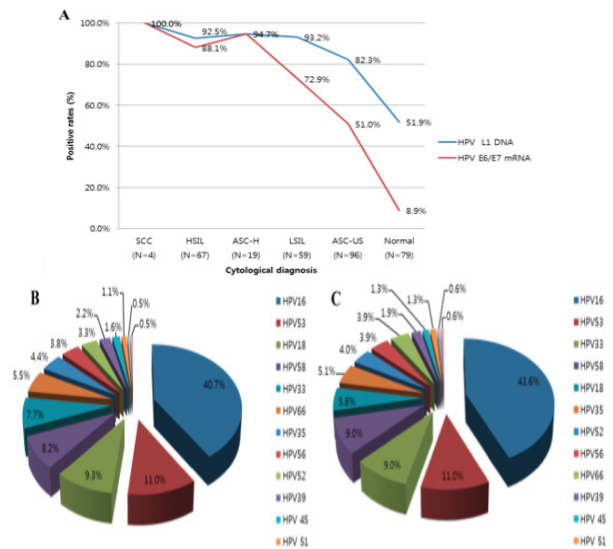 A
100.0%
80.0%
60.0%
40.0%
20.0%
0.0%
Positive rates (%)
100.0%
92.5%
88.1%
94.7%
93.2%
72.9%
82.3%
51.0%
51.9%
8.9%
HPV L1 DNA
HPV E6/E7 mRNA
SCC HSIL ASC-H LSIL ASC-US Normal
(N=4) (N=67) (N=19) (N=59) (N=96) (N=79)
Cytological diagnosis
B
40.7%
11.0%
9.3%
8.2%
7.7%
5.5%
4.4%
3.8%
3.3%
2.2%
1.6%
1.1%
0.5%
0.5%
HPV16
HPV53
HPV18
HPV58
HPV33
HPV66
HPV35
HPV56
HPV52
HPV39
HPV 45
HPV 51
C
43.6%
11.0%
9.0%
9.0%
5.8%
5.1%
4.0%
3.9%
3.9%
1.9%
1.3%
1.3%
0.6%
0.6%
HPV16
HPV53
HPV33
HPV58
HPV18
HPV35
HPV52
HPV56
HPV66
HPV39
HPV 45
HPV 51